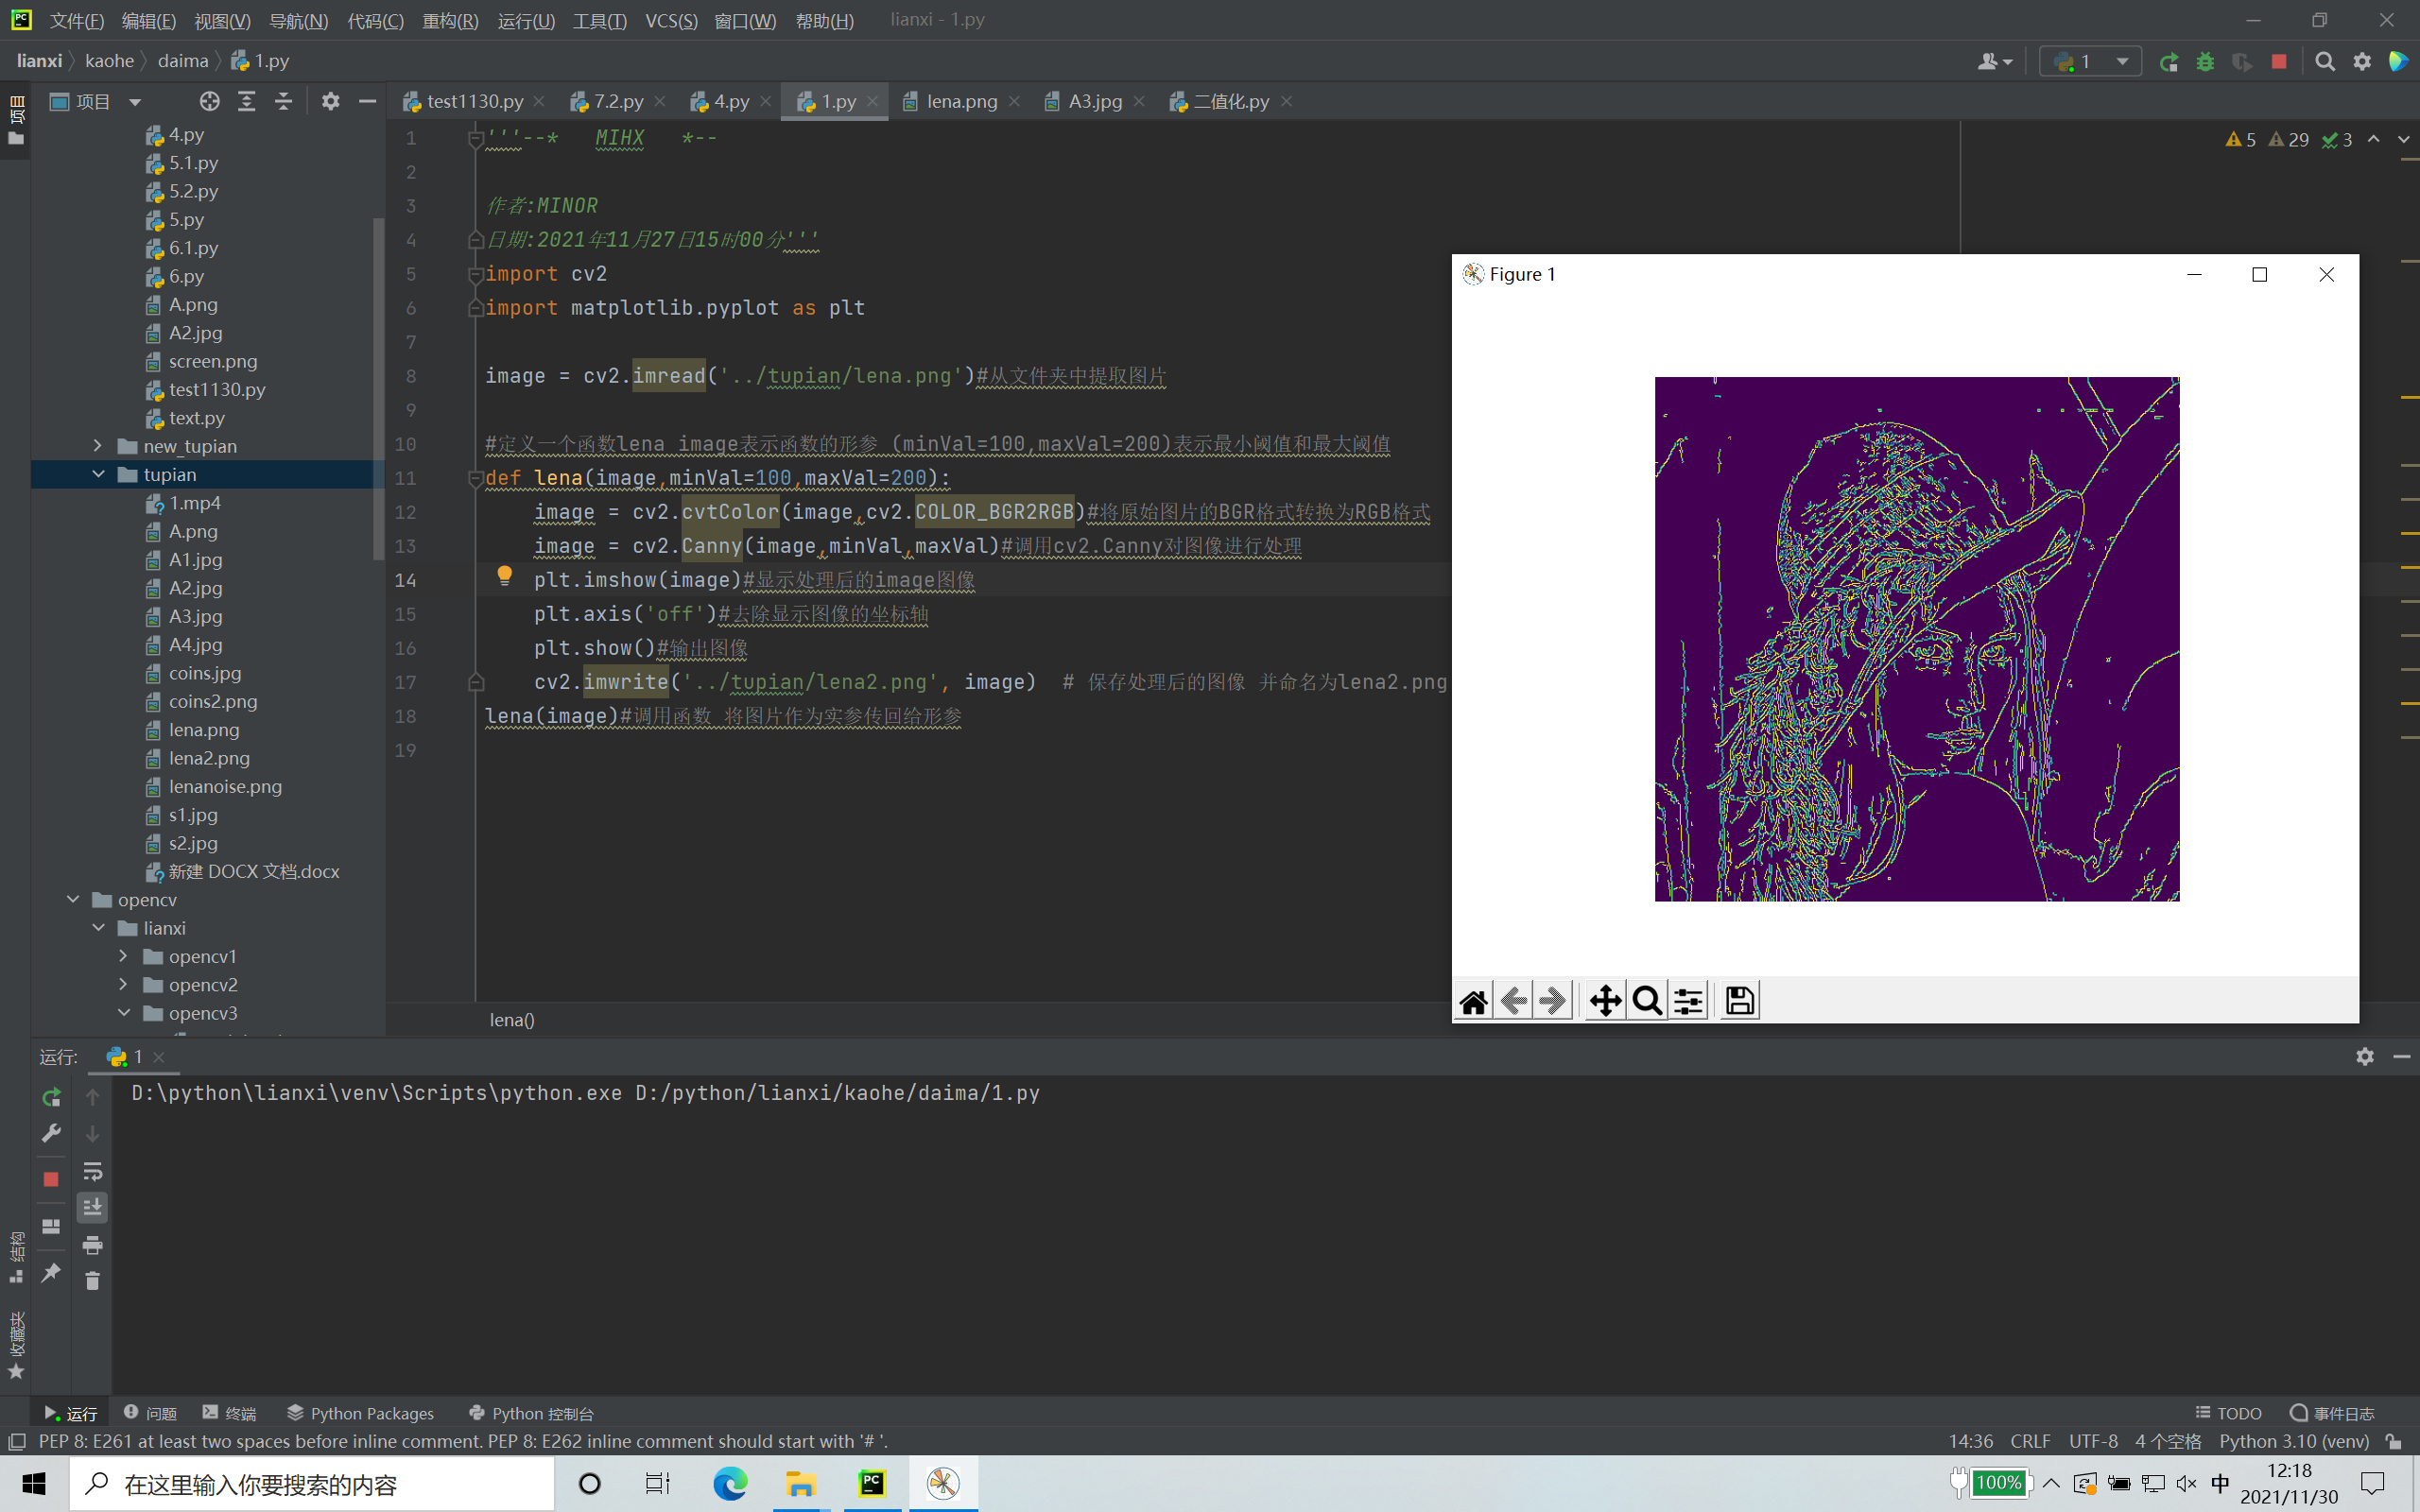 文件(F) 编辑(E) 视图(V) 导航(N) 代码(C) 重构(R) 运行(U) 工具(T) VCS(S) 窗口(W) 帮助(H) lianxi - 1.py
lianxi kaohe daima 1.py 1
项目 test1130.py 7.2.py 4.py 1.py lena.png A3.jpg 二值化.py
项目
4.py
5.1.py
5.2.py
5.py
6.1.py
6.py
A.png
A2.jpg
screen.png
test1130.py
text.py
new_tupian
tupian
1.mp4
A.png
A1.jpg
A2.jpg
A3.jpg
A4.jpg
coins.jpg
coins2.png
lena.png
lena2.png
lenanoise.png
s1.jpg
s2.jpg
新建 DOCX 文档.docx
opencv
lianxi
opencv1
opencv2
opencv3
5 29 3
1 '''--* MIHX *--
2
3 作者:MINOR
4 日期:2021年11月27日15时00分'''
5 import cv2
6 import matplotlib.pyplot as plt
7
8 image = cv2.imread('../tupian/lena.png')#从文件夹中提取图片
9
10 #定义一个函数lena image表示函数的形参 (minVal=100,maxVal=200)表示最小阈值和最大阈值
11 def lena(image,minVal=100,maxVal=200):
12 image = cv2.cvtColor(image,cv2.COLOR_BGR2RGB)#将原始图片的BGR格式转换为RGB格式
13 image = cv2.Canny(image,minVal,maxVal)#调用cv2.Canny对图像进行处理
14 plt.imshow(image)#显示处理后的image图像
15 plt.axis('off')#去除显示图像的坐标轴
16 plt.show()#输出图像
17 cv2.imwrite('../tupian/lena2.png', image) # 保存处理后的图像 并命名为lena2.png
18 lena(image)#调用函数 将图片作为实参传回给形参
19
lena()
Figure 1
运行: 1
D:\python\lianxi\venv\Scripts\python.exe D:/python/lianxi/kaohe/daima/1.py
结构
收藏夹
运行 问题 终端 Python Packages Python 控制台 TODO 事件日志
PEP 8: E261 at least two spaces before inline comment. PEP 8: E262 inline comment should start with '# '. 14:36 CRLF UTF-8 4 个空格 Python 3.10 (venv)
在这里输入你要搜索的内容 100% 中 12:18
2021/11/30